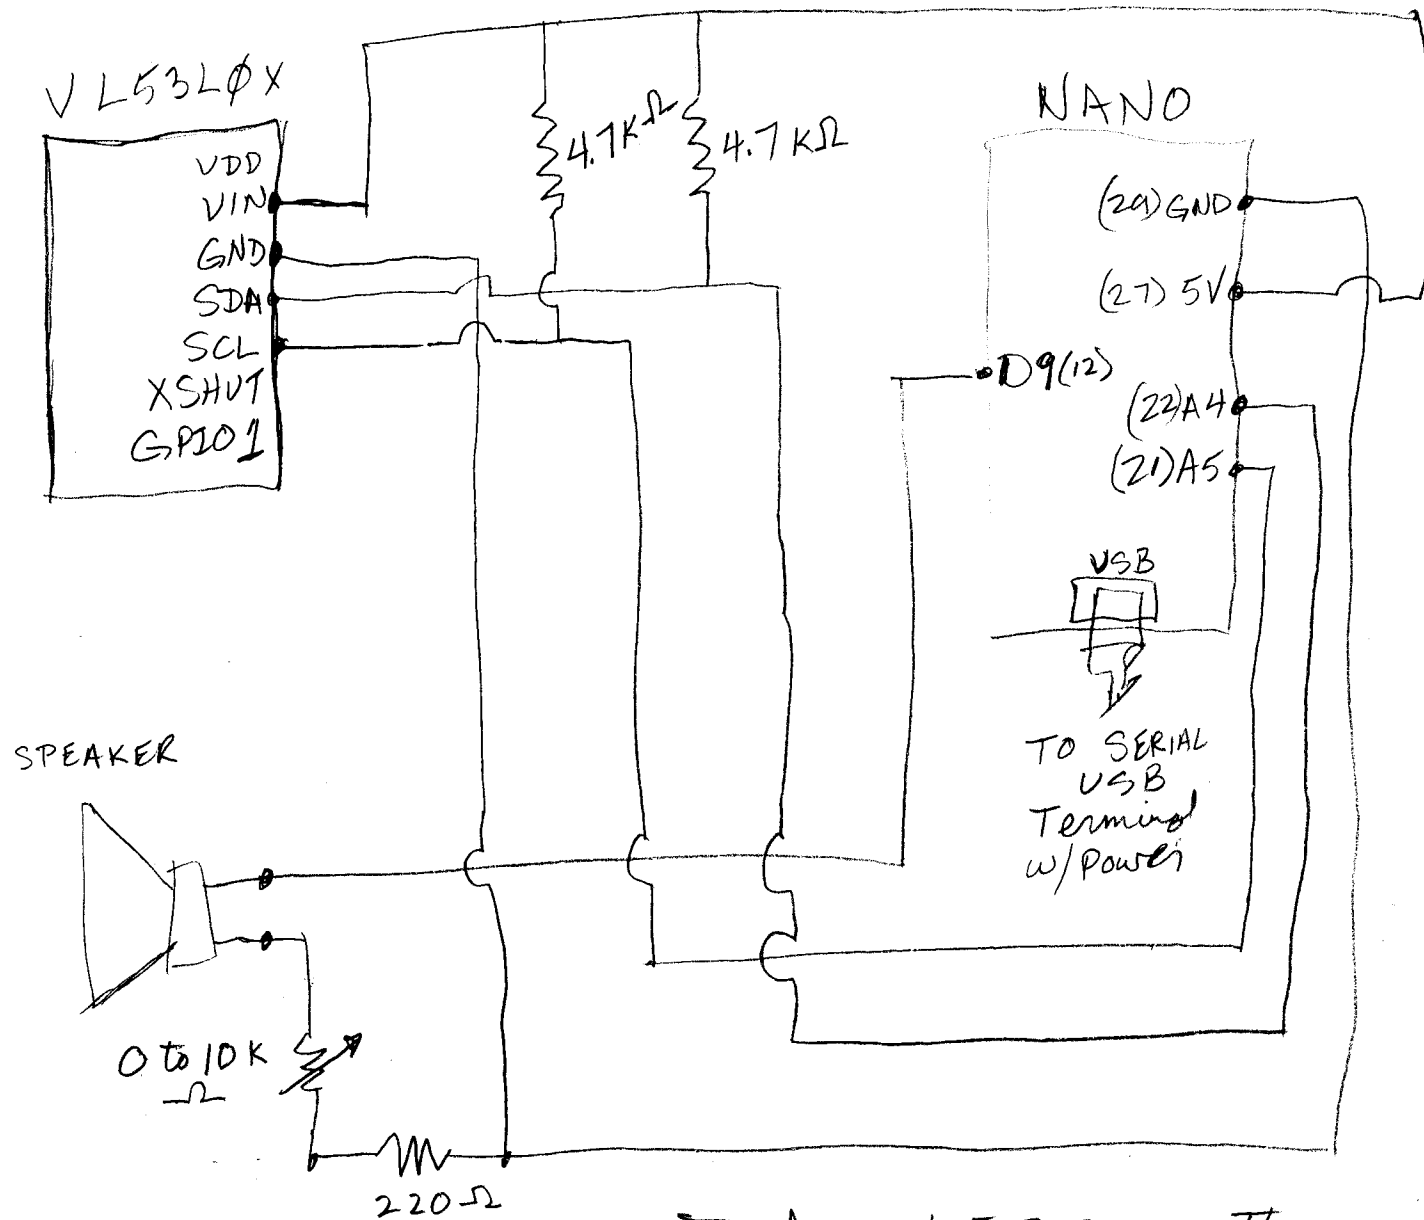 VL53LØX
VDD
VIN
GND
SDA
SCL
XSHUT
GPIO1
4.7KΩ
4.7KΩ
NANO
(29)GND
(27) 5V
D9(12)
(22)A4
(21)A5
USB
TO SERIAL
USB
Terminal
w/Power
SPEAKER
0 to 10K
Ω
220Ω